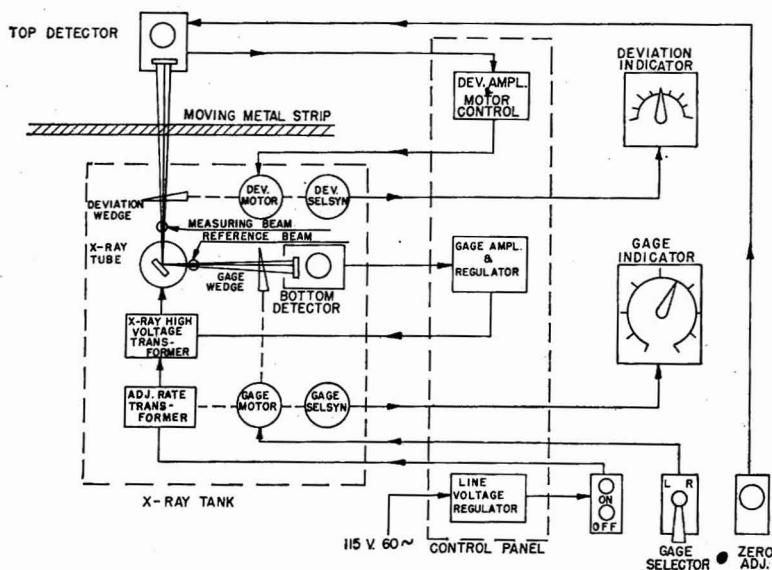 TOP DETECTOR
DEVIATION
INDICATOR
DEV. AMPL.
&
MOTOR
CONTROL
MOVING METAL STRIP
DEVIATION
WEDGE
DEV.
MOTOR
DEV.
SELSYN
MEASURING BEAM
REFERENCE BEAM
X-RAY
TUBE
GAGE
WEDGE
BOTTOM
DETECTOR
GAGE AMPL.
&
REGULATOR
GAGE
INDICATOR
X-RAY HIGH
VOLTAGE
TRANS-
FORMER
ADJ. RATE
TRANS-
FORMER
GAGE
MOTOR
GAGE
SELSYN
X-RAY TANK
LINE
VOLTAGE
REGULATOR
115 V. 60~
CONTROL PANEL
ON
OFF
L R
GAGE
SELECTOR
ZERO
ADJ.